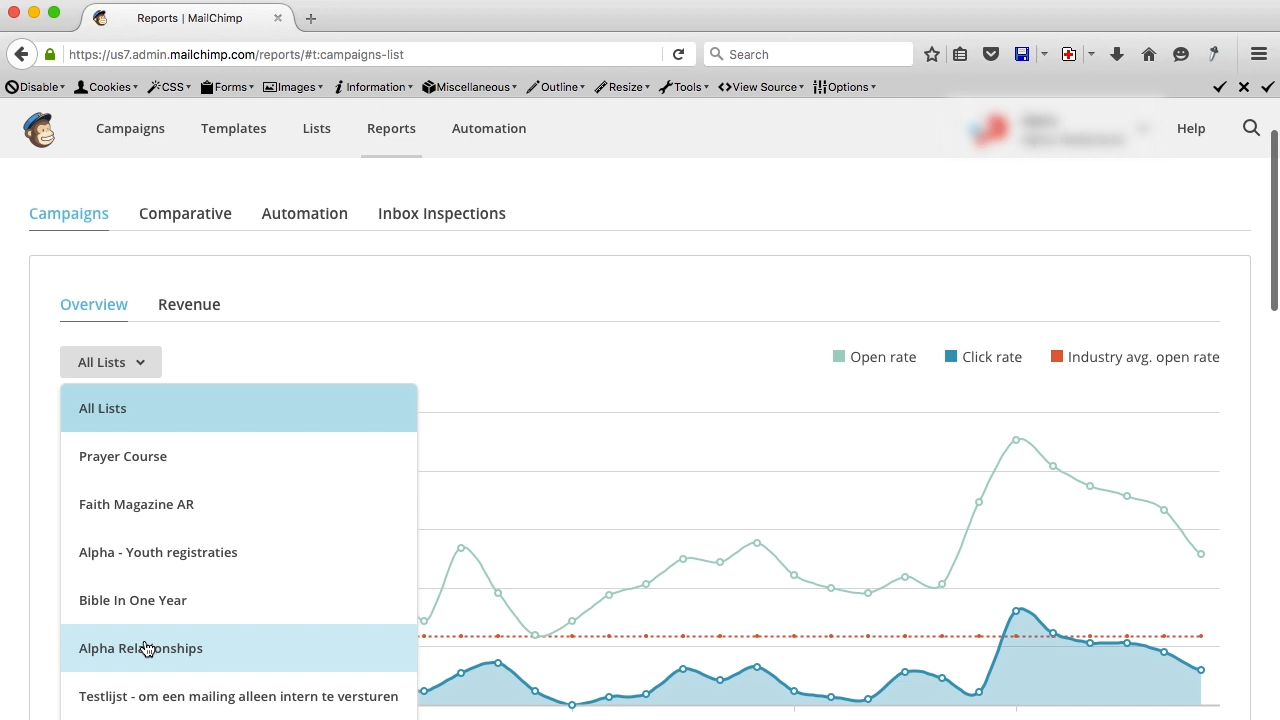 Reports | MailChimp
https://us7.admin.mailchimp.com/reports/#t:campaigns-list
Search
Disable Cookies CSS Forms Images Information Miscellaneous Outline Resize Tools View Source Options
Campaigns Templates Lists Reports Automation Help
Campaigns Comparative Automation Inbox Inspections
Overview Revenue
All Lists
Open rate Click rate Industry avg. open rate
All Lists
Prayer Course
Faith Magazine AR
Alpha - Youth registraties
Bible In One Year
Alpha Relationships
Testlijst - om een mailing alleen intern te versturen